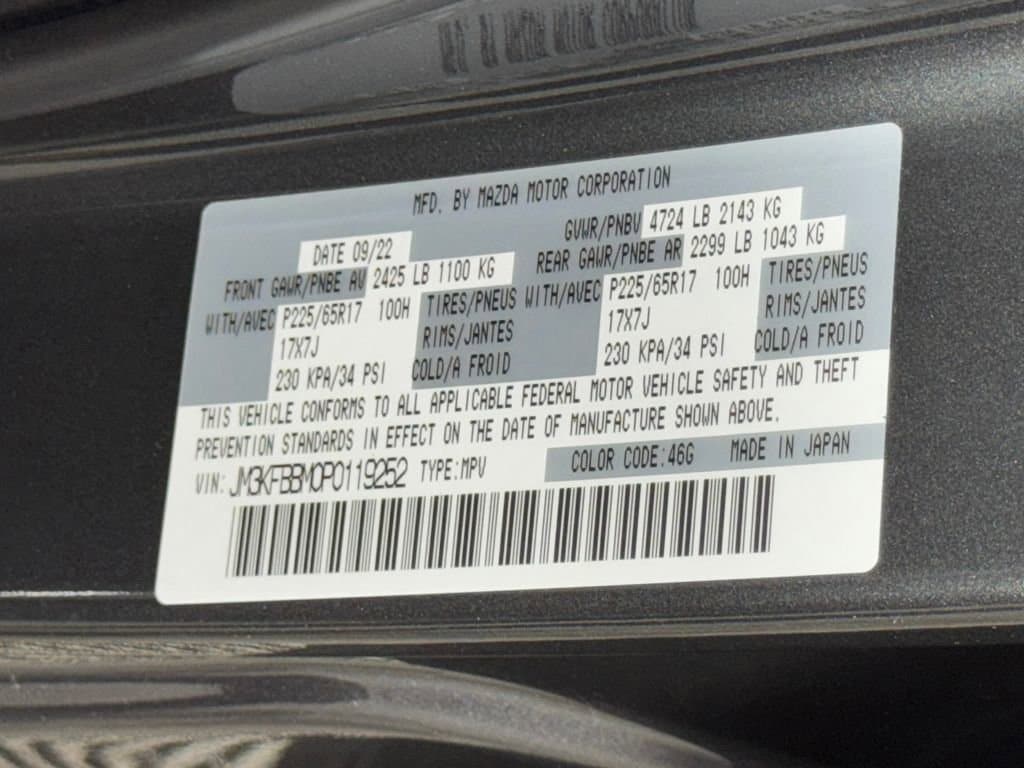 MFD. BY MAZDA MOTOR CORPORATION
DATE 09/22 GVWR/PNBV 4724 LB 2143 KG
FRONT GAWR/PNBE AV 2425 LB 1100 KG REAR GAWR/PNBE AR 2299 LB 1043 KG
WITH/AVEC P225/65R17 100H TIRES/PNEUS WITH/AVEC P225/65R17 100H TIRES/PNEUS
17X7J RIMS/JANTES 17X7J RIMS/JANTES
230 KPA/34 PSI COLD/A FROID 230 KPA/34 PSI COLD/A FROID
THIS VEHICLE CONFORMS TO ALL APPLICABLE FEDERAL MOTOR VEHICLE SAFETY AND THEFT
PREVENTION STANDARDS IN EFFECT ON THE DATE OF MANUFACTURE SHOWN ABOVE.
VIN: JM3KFBBM0P0119252 TYPE:MPV COLOR CODE:46G MADE IN JAPAN